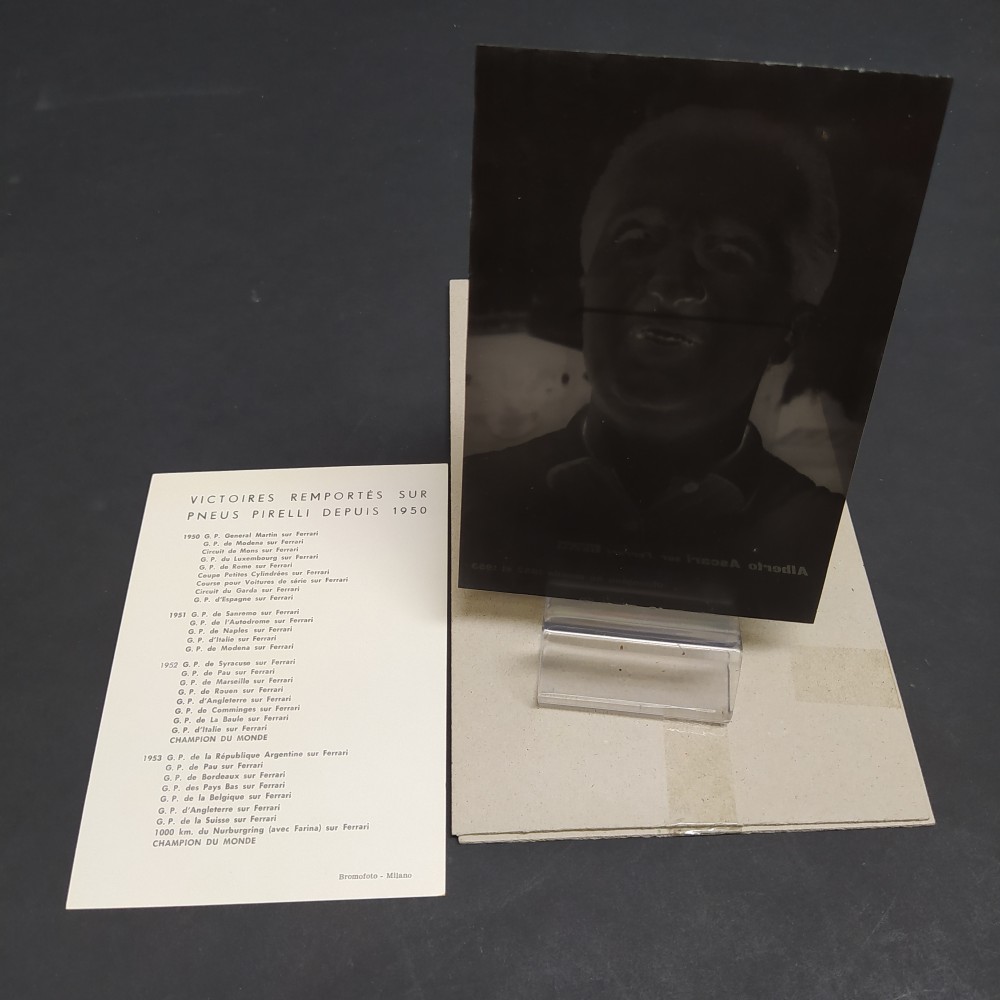 VICTOIRES REMPORTÉS SUR
PNEUS PIRELLI DEPUIS 1950
1950 G. P. General Martin sur Ferrari
G. P. de Modena sur Ferrari
Circuit de Mons sur Ferrari
G. P. du Luxembourg sur Ferrari
G. P. de Rome sur Ferrari
Coupe Petites Cylindrées sur Ferrari
Course pour Voitures de série sur Ferrari
Circuit du Garda sur Ferrari
G. P. d'Espagne sur Ferrari
1951 G. P. de Sanremo sur Ferrari
G. P. de l'Autodrome sur Ferrari
G. P. de Naples sur Ferrari
G. P. d'Italie sur Ferrari
G. P. de Modena sur Ferrari
1952 G. P. de Syracuse sur Ferrari
G. P. de Pau sur Ferrari
G. P. de Marseille sur Ferrari
G. P. de Rouen sur Ferrari
G. P. d'Angleterre sur Ferrari
G. P. de Comminges sur Ferrari
G. P. de La Baule sur Ferrari
G. P. d'Italie sur Ferrari
CHAMPION DU MONDE
1953 G. P. de la République Argentine sur Ferrari
G. P. de Pau sur Ferrari
G. P. de Bordeaux sur Ferrari
G. P. des Pays Bas sur Ferrari
G. P. de la Belgique sur Ferrari
G. P. d'Angleterre sur Ferrari
G. P. de la Suisse sur Ferrari
1000 km. du Nurburgring (avec Farina) sur Ferrari
CHAMPION DU MONDE
Bromofoto - Milano
Alberto Ascari